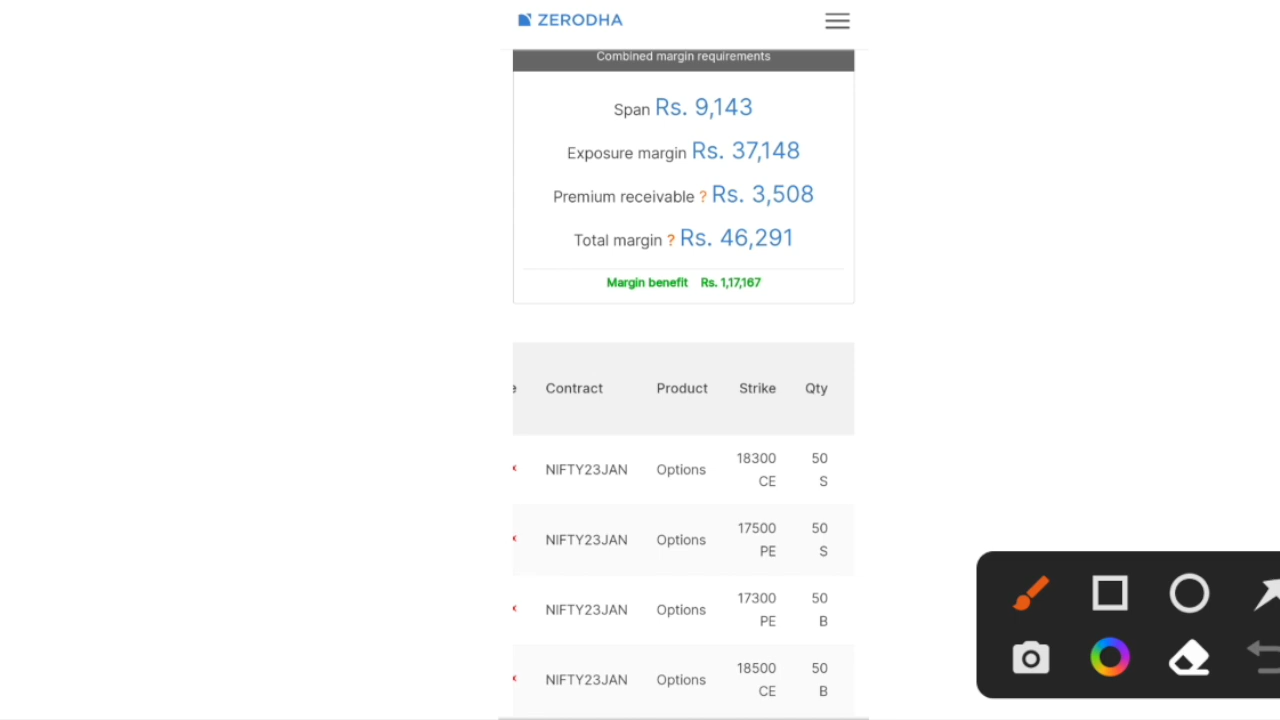 ZERODHA
Combined margin requirements
Span Rs. 9,143
Exposure margin Rs. 37,148
Premium receivable ? Rs. 3,508
Total margin ? Rs. 46,291
Margin benefit Rs. 1,17,167
e Contract Product Strike Qty
NIFTY23JAN Options 18300 CE 50 S
NIFTY23JAN Options 17500 PE 50 S
NIFTY23JAN Options 17300 PE 50 B
NIFTY23JAN Options 18500 CE 50 B